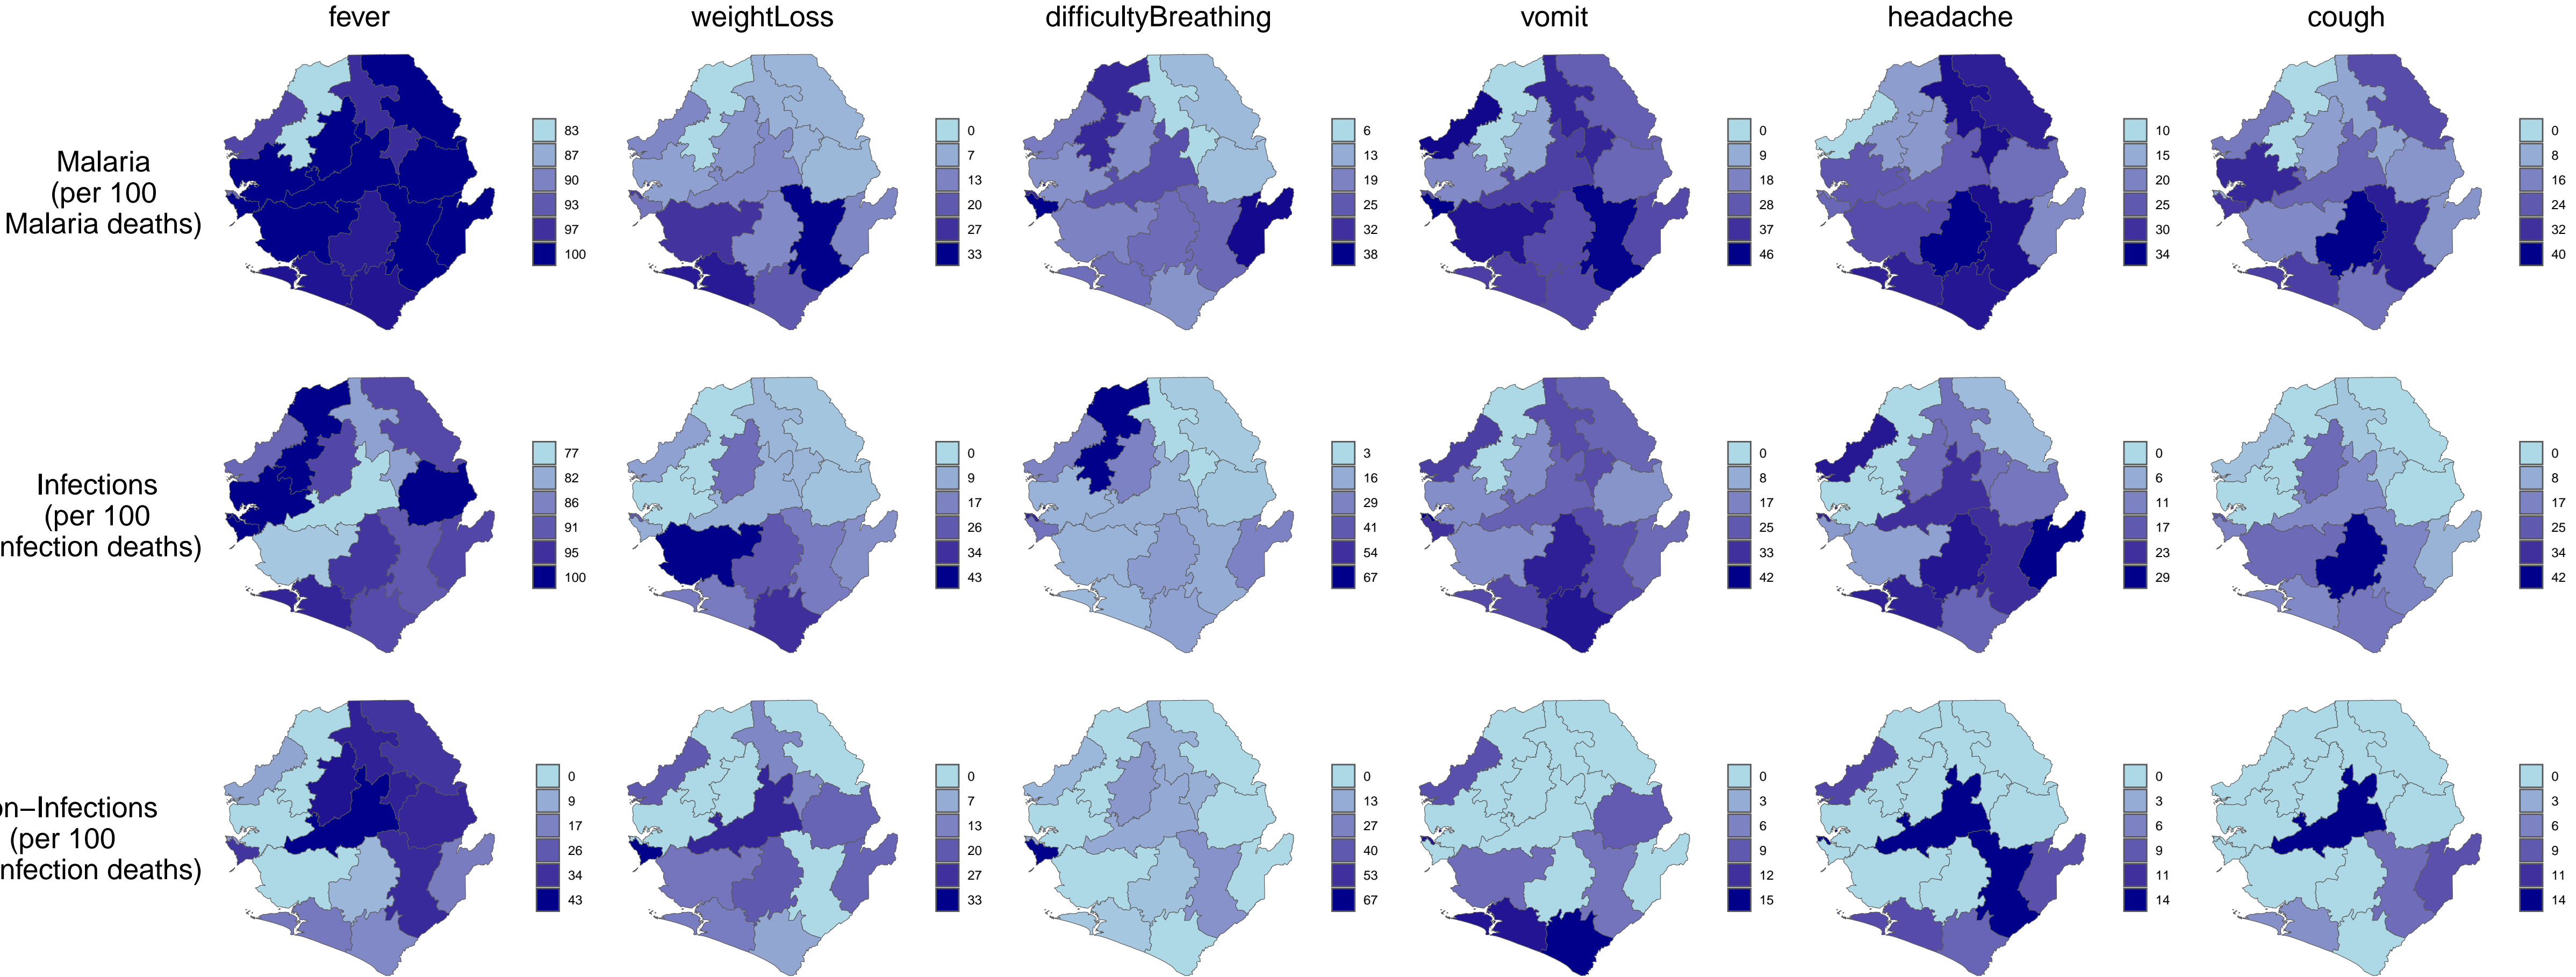 fever weightLoss difficultyBreathing vomit headache cough
Malaria
(per 100
Malaria deaths)
83 0 6 0 10 0
87 7 13 9 15 8
90 13 19 18 20 16
93 20 25 28 25 24
97 27 32 37 30 32
100 33 38 46 34 40
Infections
(per 100
nfection deaths)
77 0 3 0 0 0
82 9 16 8 6 8
86 17 29 17 11 17
91 26 41 25 17 25
95 34 54 33 23 34
100 43 67 42 29 42
on−Infections
(per 100
nfection deaths)
0 0 0 0 0 0
9 7 13 3 3 3
17 13 27 6 6 6
26 20 40 9 9 9
34 27 53 12 11 11
43 33 67 15 14 14